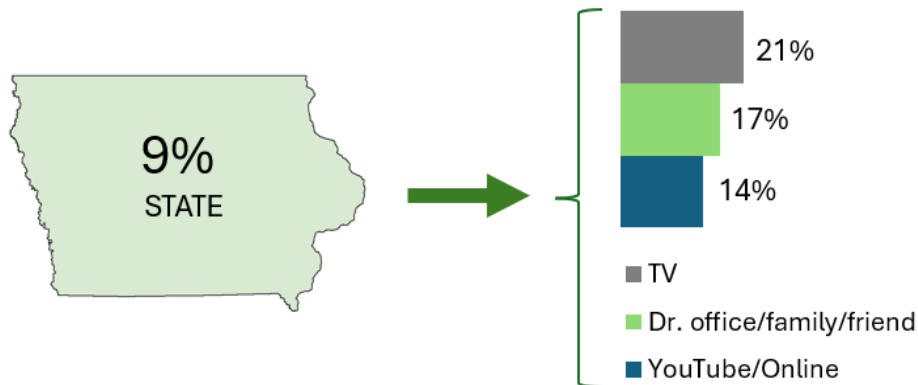 9%
STATE
21%
17%
14%
TV
Dr. office/family/friend
YouTube/Online